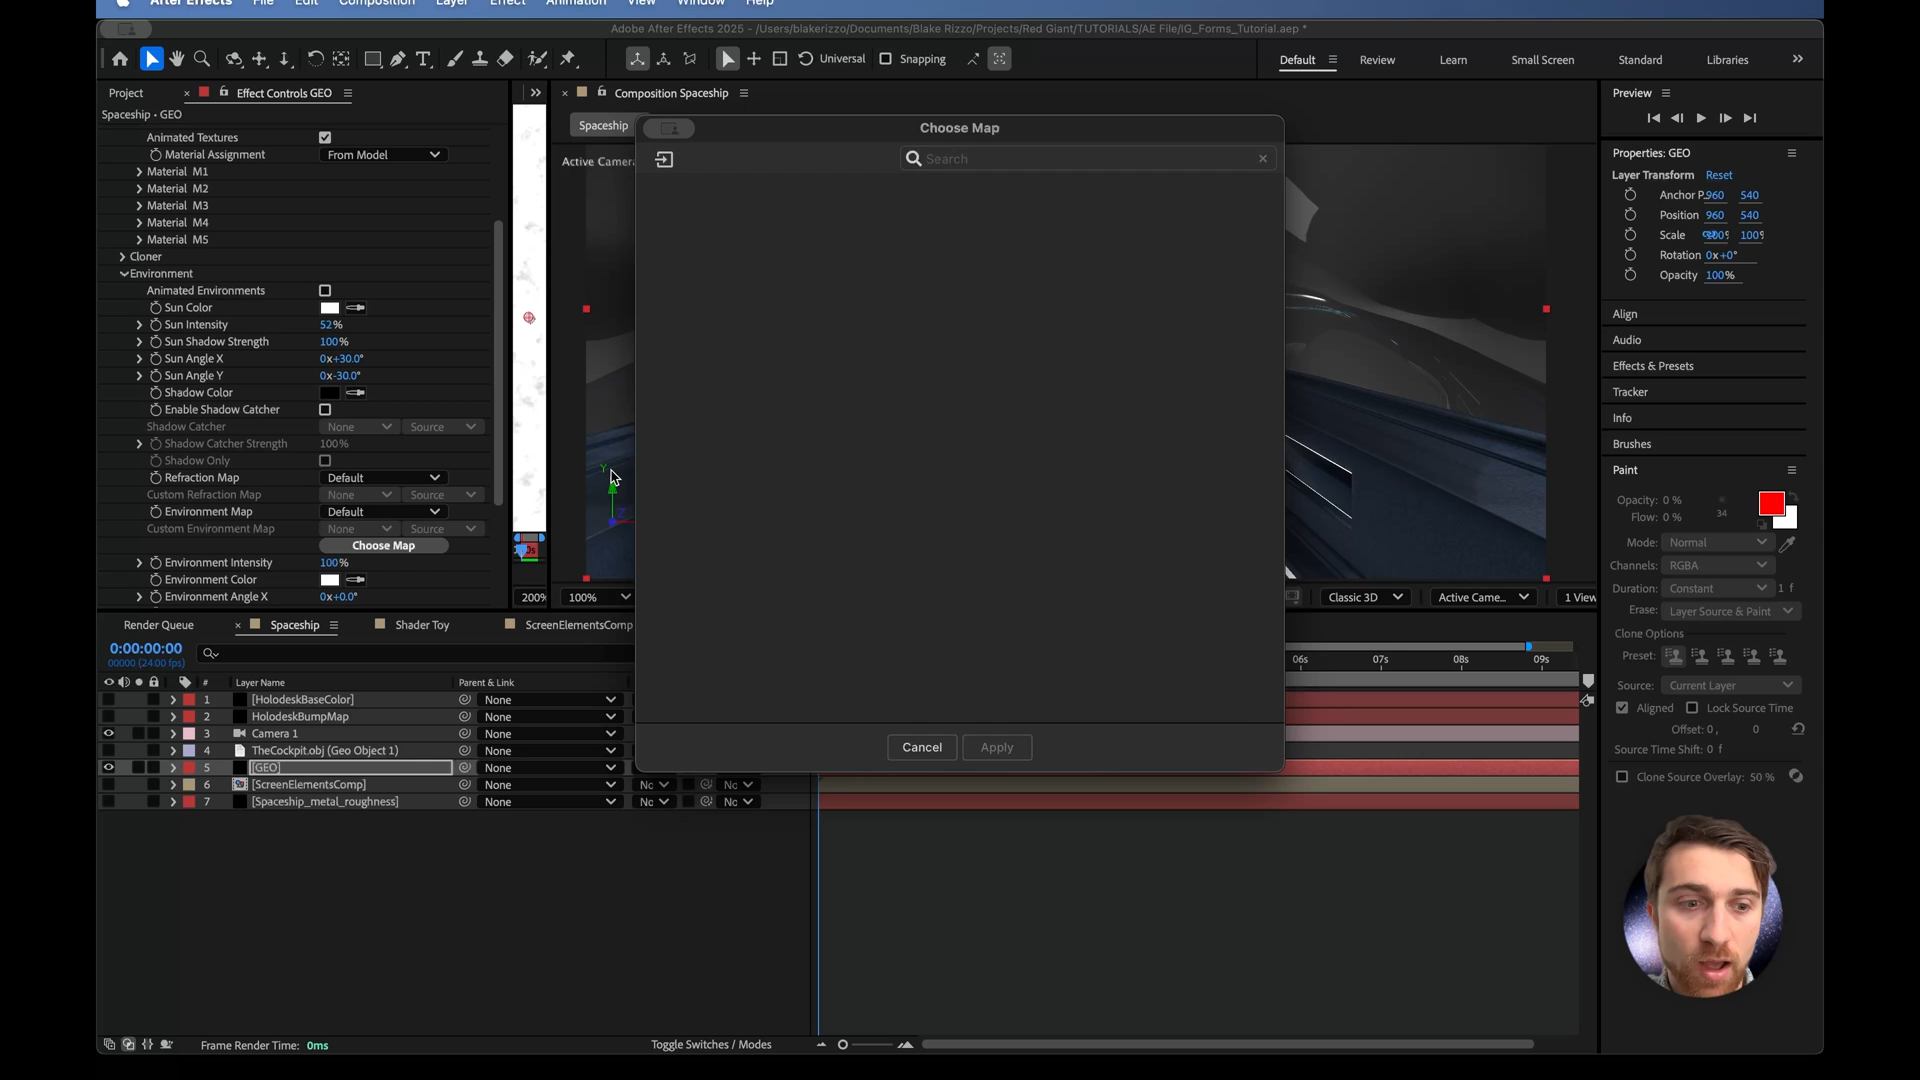 After Effects File Edit Composition Layer Effect Animation View Window Help
Adobe After Effects 2025 - /Users/blakerizzo/Documents/Blake Rizzo/Projects/Red Giant/TUTORIALS/AE File/IG_Forms_Tutorial.aep *
Universal Snapping Default Review Learn Small Screen Standard Libraries
Project Effect Controls GEO Composition Spaceship Preview
Spaceship • GEO
Spaceship
Active Camera
Animated Textures
Material Assignment From Model
Material M1
Material M2
Material M3
Material M4
Material M5
Cloner
Environment
Animated Environments
Sun Color
Sun Intensity 52%
Sun Shadow Strength 100%
Sun Angle X 0x+30.0°
Sun Angle Y 0x-30.0°
Shadow Color
Enable Shadow Catcher
Shadow Catcher None Source
Shadow Catcher Strength 100%
Shadow Only
Refraction Map Default
Custom Refraction Map None Source
Environment Map Default
Custom Environment Map None Source
Choose Map
Environment Intensity 100%
Environment Color
Environment Angle X 0x+0.0°
200%
Y
Z
100%
Choose Map
Search
Cancel Apply
Classic 3D Active Came... 1 View
Properties: GEO
Layer Transform Reset
Anchor P. 960 540
Position 960 540
Scale 100% 100%
Rotation 0x+0°
Opacity 100%
Align
Audio
Effects & Presets
Tracker
Info
Brushes
Paint
Opacity: 0 %
Flow: 0 %
34
Mode: Normal
Channels: RGBA
Duration: Constant 1 f
Erase: Layer Source & Paint
Clone Options
Preset:
Source: Current Layer
Aligned Lock Source Time
Offset: 0 , 0
Source Time Shift: 0 f
Clone Source Overlay: 50 %
Render Queue Spaceship Shader Toy ScreenElementsComp
0:00:00:00
00000 (24.00 fps)
06s 07s 08s 09s
# Layer Name Parent & Link
1 [HolodeskBaseColor] None
2 HolodeskBumpMap None
3 Camera 1 None
4 TheCockpit.obj (Geo Object 1) None
5 [GEO] None
6 [ScreenElementsComp] None No No
7 [Spaceship_metal_roughness] None No No
Frame Render Time: 0ms
Toggle Switches / Modes